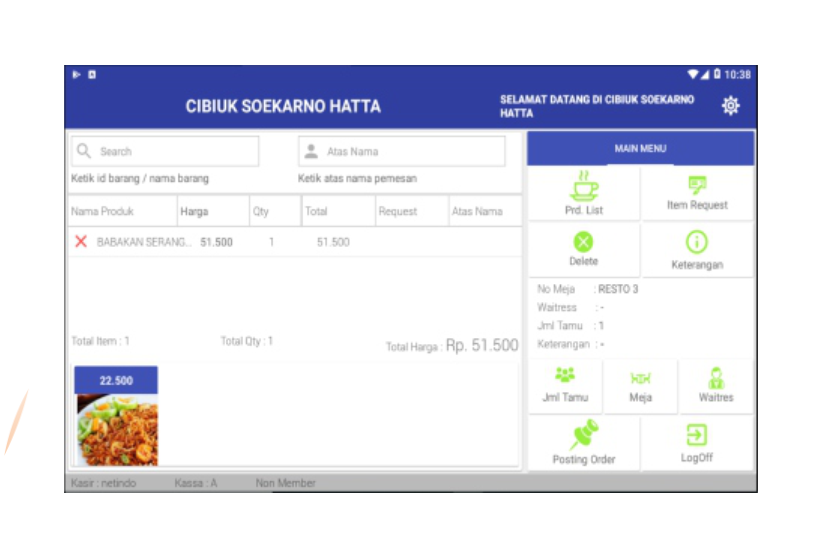 10:38
CIBIUK SOEKARNO HATTA
SELAMAT DATANG DI CIBIUK SOEKARNO
HATTA
Search
Atas Nama
Ketik id barang / nama barang
Ketik atas nama pemesan
Nama Produk Harga Qty Total Request Atas Nama
BABAKAN SERANG... 51.500 1 51.500
Total Item : 1 Total Qty : 1 Total Harga : Rp. 51.500
22.500
MAIN MENU
Prd. List
Item Request
Delete
Keterangan
No Meja : RESTO 3
Waitress : -
Jml Tamu : 1
Keterangan : -
Jml Tamu
Meja
Waitres
Posting Order
LogOff
Kasir : netindo Kassa : A Non Member